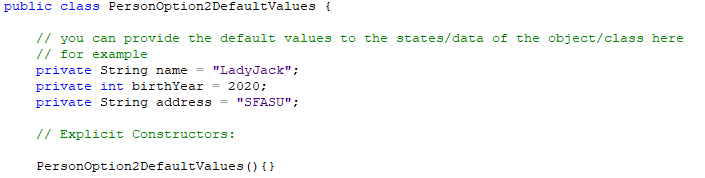 public class PersonOption2DefaultValues {
// you can provide the default values to the states/data of the object/class here
// for example
private String name = "LadyJack";
private int birthYear = 2020;
private String address = "SFASU";
// Explicit Constructors:
PersonOption2DefaultValues(){}